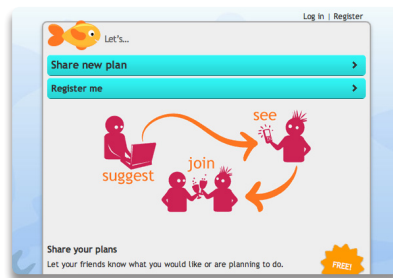 Log in | Register
Let's...
Share new plan
Register me
see
suggest
join
Share your plans
Let your friends know what you would like or are planning to do.
FREE!